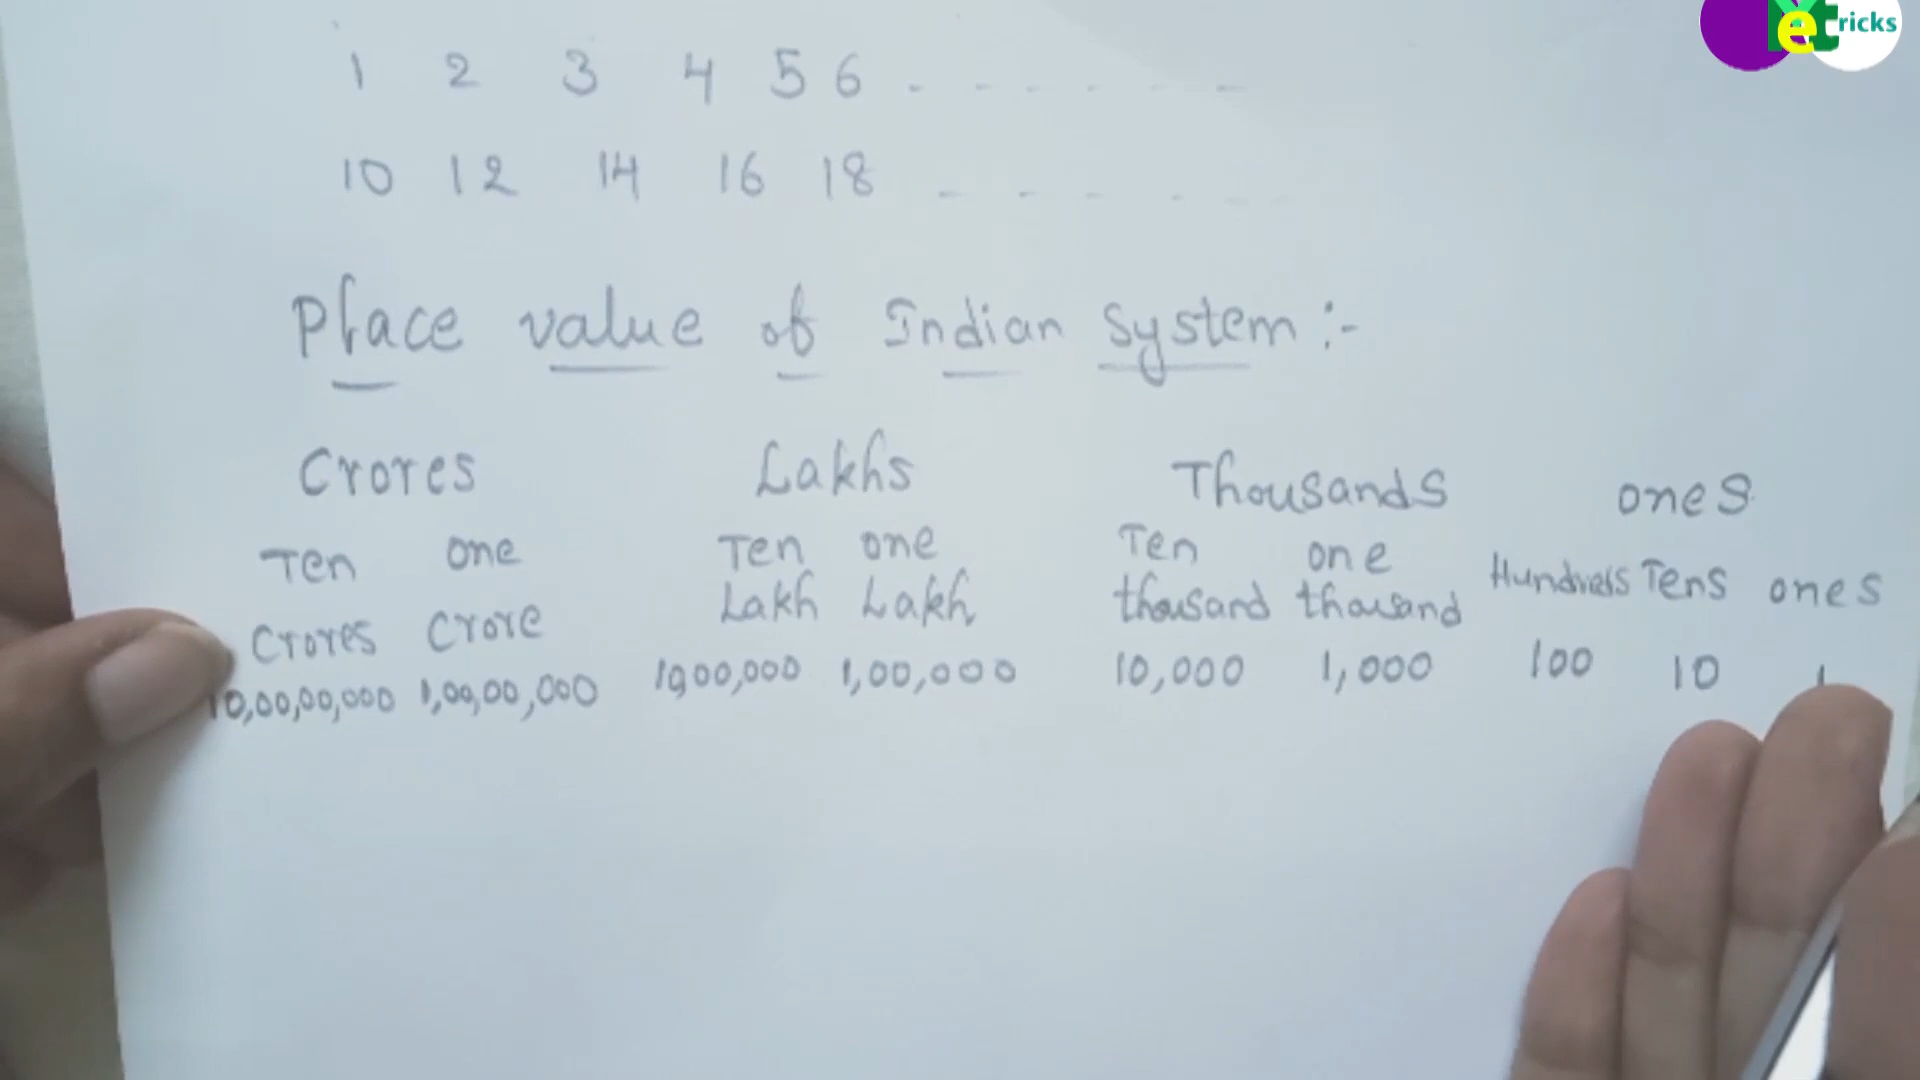 1 2 3 4 5 6 - - - - - -
10 12 14 16 18 - - - - - -
Place value of Indian system :-
Crores Lakhs Thousands ones
Ten one Ten one Ten one Hundreds Tens ones
Crores Crore Lakh Lakh thousand thousand
10,00,00,000 1,00,00,000 10,00,000 1,00,000 10,000 1,000 100 10 1
etricks